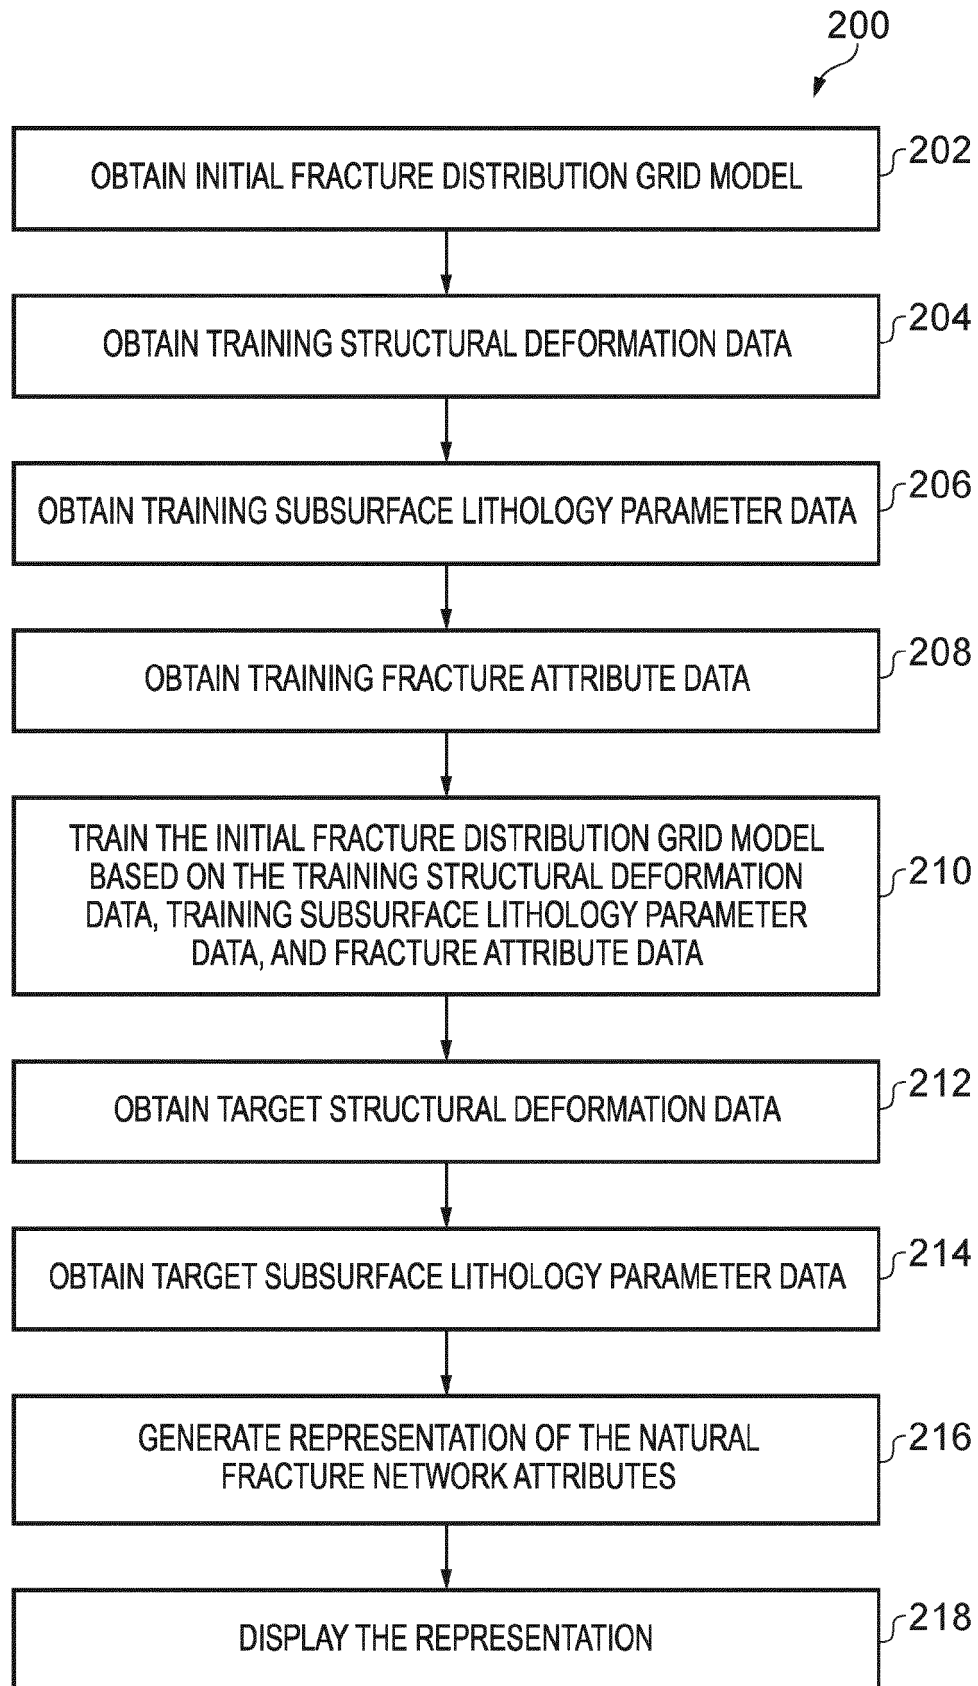 200
OBTAIN INITIAL FRACTURE DISTRIBUTION GRID MODEL
202
OBTAIN TRAINING STRUCTURAL DEFORMATION DATA
204
OBTAIN TRAINING SUBSURFACE LITHOLOGY PARAMETER DATA
206
OBTAIN TRAINING FRACTURE ATTRIBUTE DATA
208
TRAIN THE INITIAL FRACTURE DISTRIBUTION GRID MODEL
BASED ON THE TRAINING STRUCTURAL DEFORMATION
DATA, TRAINING SUBSURFACE LITHOLOGY PARAMETER
DATA, AND FRACTURE ATTRIBUTE DATA
210
OBTAIN TARGET STRUCTURAL DEFORMATION DATA
212
OBTAIN TARGET SUBSURFACE LITHOLOGY PARAMETER DATA
214
GENERATE REPRESENTATION OF THE NATURAL
FRACTURE NETWORK ATTRIBUTES
216
DISPLAY THE REPRESENTATION
218